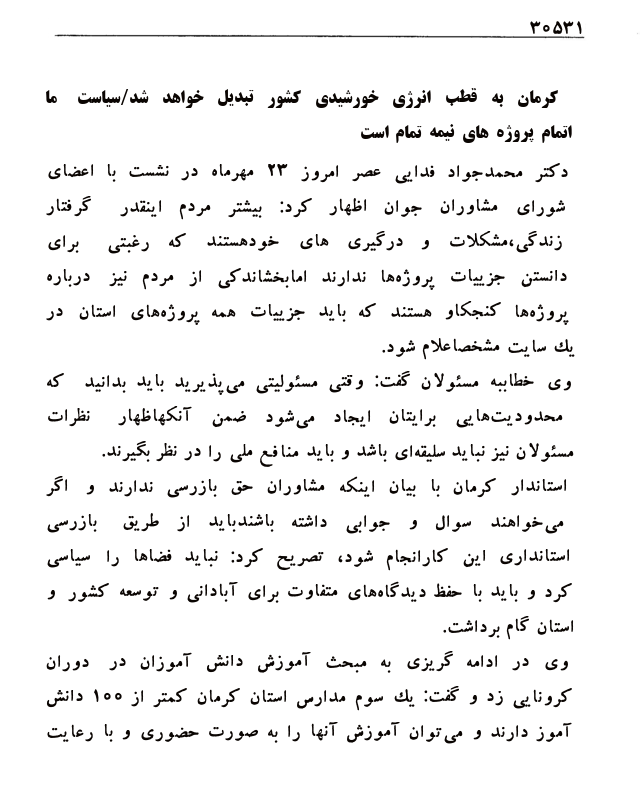 ۳۰۵۳۱
کرمان به قطب انرژی خورشیدی کشور تبدیل خواهد شد/سیاست ما
اتمام پروژه های نیمه تمام است
دکتر محمدجواد فدایی عصر امروز ۲۳ مهرماه در نشست با اعضای
شورای مشاوران جوان اظهار کرد: بیشتر مردم اینقدر گرفتار
زندگی،مشکلات و درگیری های خودهستند که رغبتی برای
دانستن جزییات پروژه‌ها ندارند امابخشاندکی از مردم نیز درباره
پروژه‌ها کنجکاو هستند که باید جزییات همه پروژه‌های استان در
یك سایت مشخصاعلام شود.
وی خطاببه مسئولان گفت: وقتی مسئولیتی می‌پذیرید باید بدانید که
محدودیت‌هایی برایتان ایجاد می‌شود ضمن آنکهاظهار نظرات
مسئولان نیز نباید سلیقه‌ای باشد و باید منافع ملی را در نظر بگیرند.
استاندار کرمان با بیان اینکه مشاوران حق بازرسی ندارند و اگر
می‌خواهند سوال و جوابی داشته باشندباید از طریق بازرسی
استانداری این کارانجام شود، تصریح کرد: نباید فضاها را سیاسی
کرد و باید با حفظ دیدگاه‌های متفاوت برای آبادانی و توسعه کشور و
استان گام برداشت.
وی در ادامه گریزی به مبحث آموزش دانش آموزان در دوران
کرونایی زد و گفت: یك سوم مدارس استان کرمان کمتر از ۱۰۰ دانش
آموز دارند و می‌توان آموزش آنها را به صورت حضوری و با رعایت